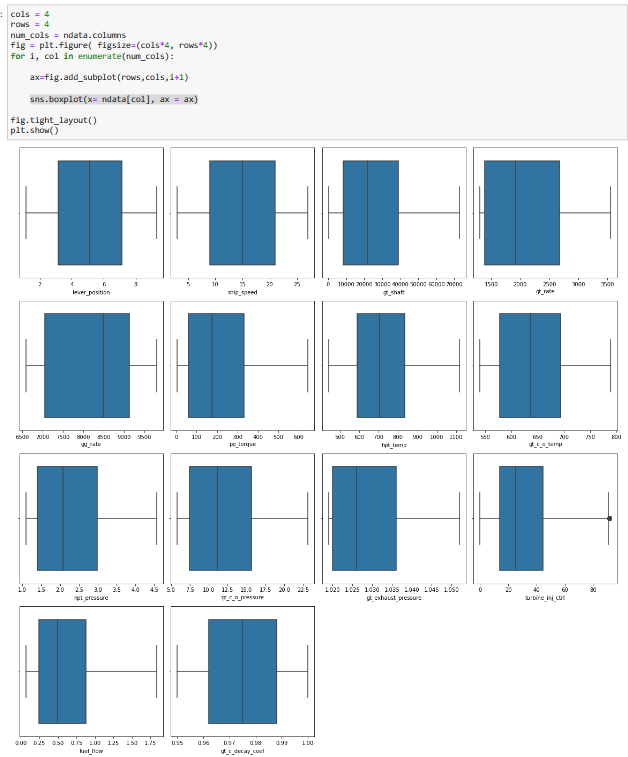 :
cols = 4
rows = 4
num_cols = ndata.columns
fig = plt.figure( figsize=(cols*4, rows*4))
for i, col in enumerate(num_cols):
ax=fig.add_subplot(rows,cols,i+1)
sns.boxplot(x= ndata[col], ax = ax)
fig.tight_layout()
plt.show()
2 4 6 8
lever_position
5 10 15 20 25
ship_speed
0 10000 20000 30000 40000 50000 60000 70000
gt_shaft
1500 2000 2500 3000 3500
gt_rate
6500 7000 7500 8000 8500 9000 9500
gg_rate
0 100 200 300 400 500 600
pp_torque
500 600 700 800 900 1000 1100
hpt_temp
550 600 650 700 750 800
gt_c_o_temp
1.0 1.5 2.0 2.5 3.0 3.5 4.0 4.5
hpt_pressure
5.0 7.5 10.0 12.5 15.0 17.5 20.0 22.5
gt_c_o_pressure
1.020 1.025 1.030 1.035 1.040 1.045 1.050
gt_exhaust_pressure
0 20 40 60 80
turbine_inj_ctrl
0.00 0.25 0.50 0.75 1.00 1.25 1.50 1.75
fuel_flow
0.95 0.96 0.97 0.98 0.99 1.00
gt_c_decay_coef